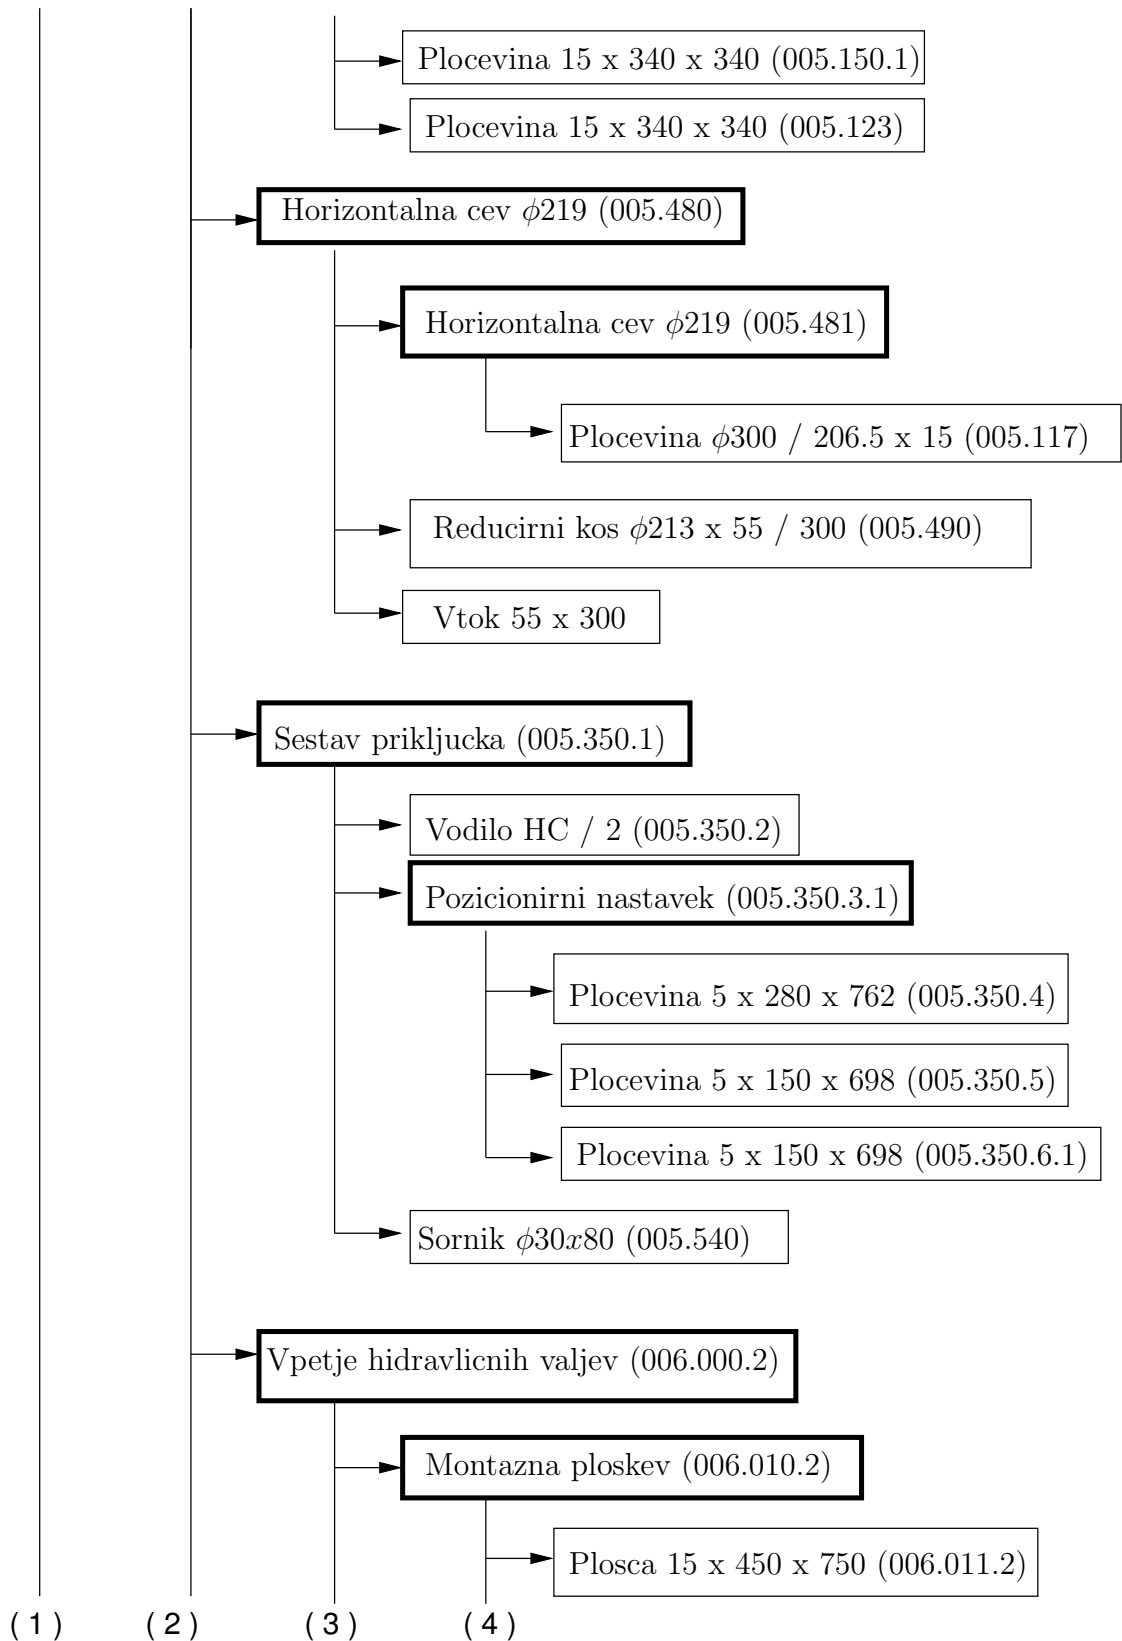 Plocevina 15 x 340 x 340 (005.150.1)
Plocevina 15 x 340 x 340 (005.123)
Horizontalna cev ϕ219 (005.480)
Horizontalna cev ϕ219 (005.481)
Plocevina ϕ300 / 206.5 x 15 (005.117)
Reducirni kos ϕ213 x 55 / 300 (005.490)
Vtok 55 x 300
Sestav prikljucka (005.350.1)
Vodilo HC / 2 (005.350.2)
Pozicionirni nastavek (005.350.3.1)
Plocevina 5 x 280 x 762 (005.350.4)
Plocevina 5 x 150 x 698 (005.350.5)
Plocevina 5 x 150 x 698 (005.350.6.1)
Sornik ϕ30x80 (005.540)
Vpetje hidravlicnih valjev (006.000.2)
Montazna ploskev (006.010.2)
Plosca 15 x 450 x 750 (006.011.2)
( 1 ) ( 2 ) ( 3 ) ( 4 )